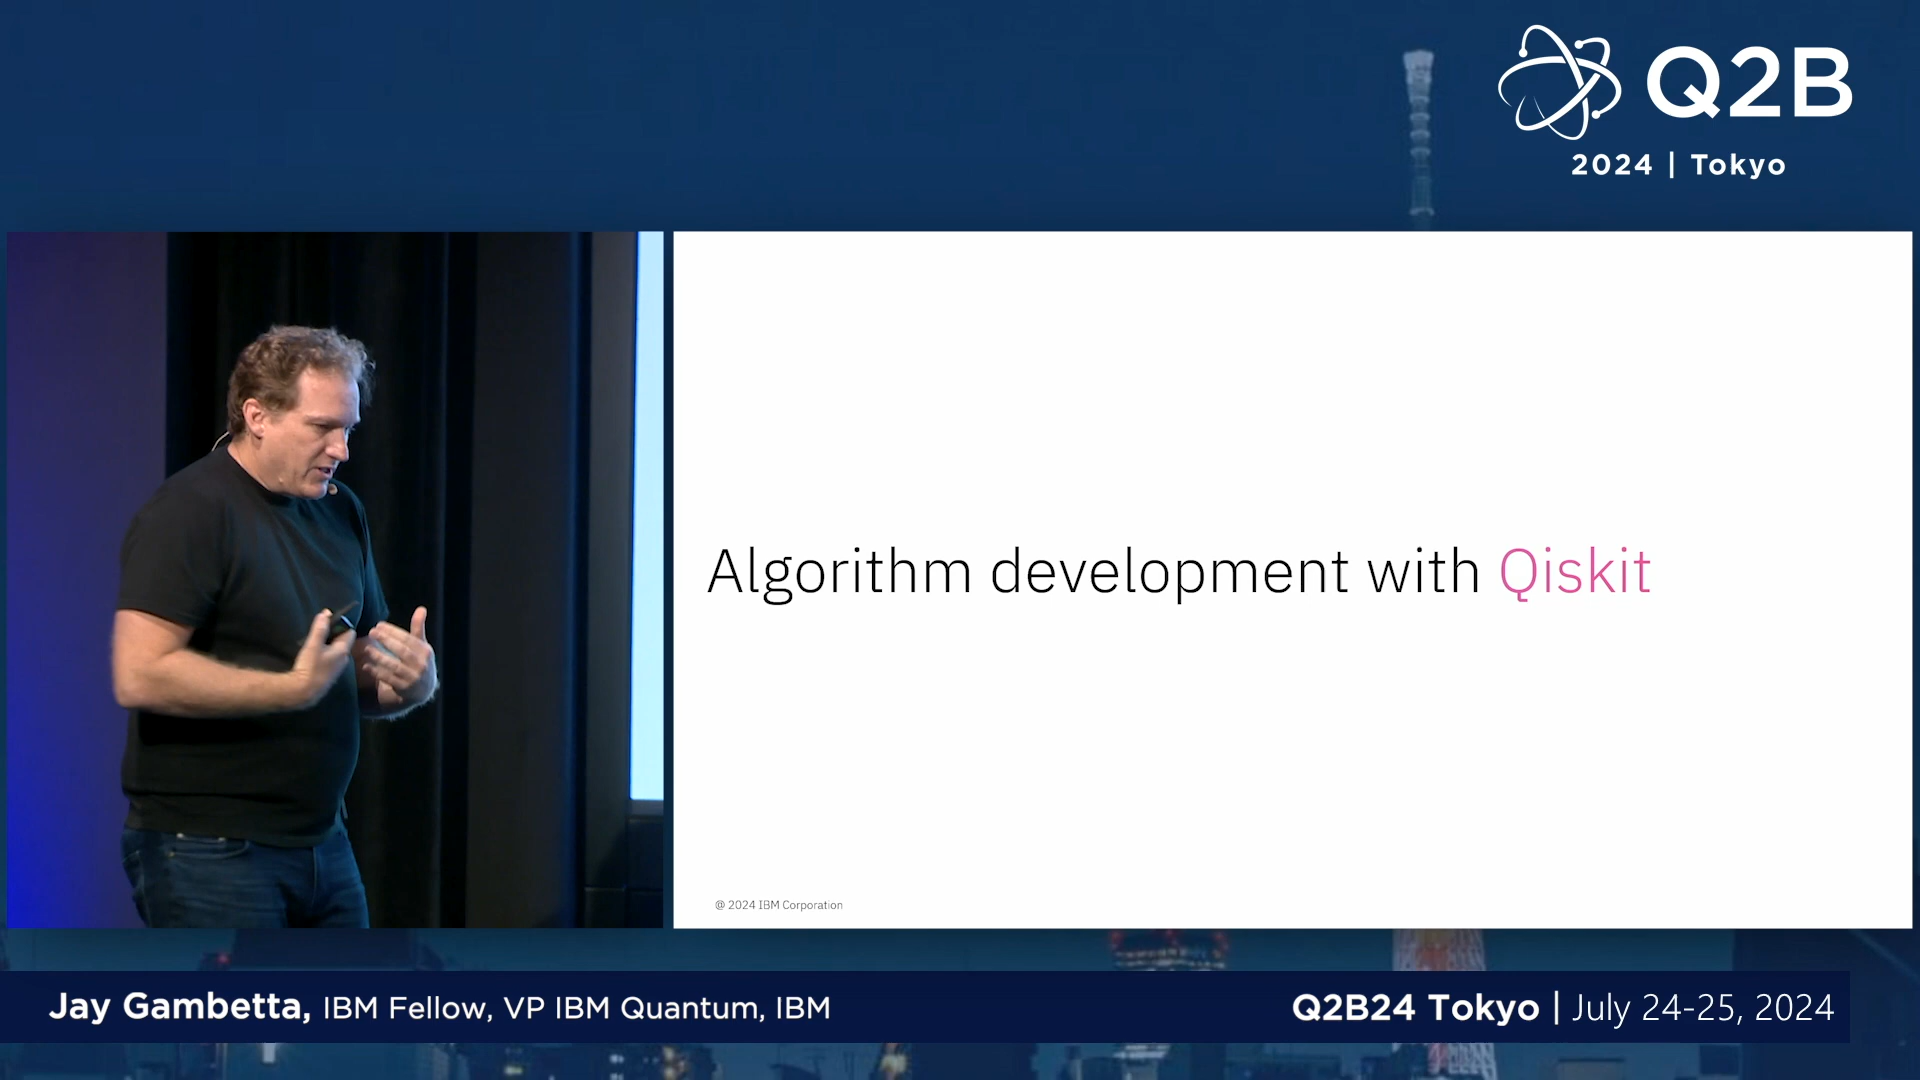 Q2B
2024 | Tokyo
Algorithm development with Qiskit
@ 2024 IBM Corporation
Jay Gambetta, IBM Fellow, VP IBM Quantum, IBM
Q2B24 Tokyo | July 24-25, 2024